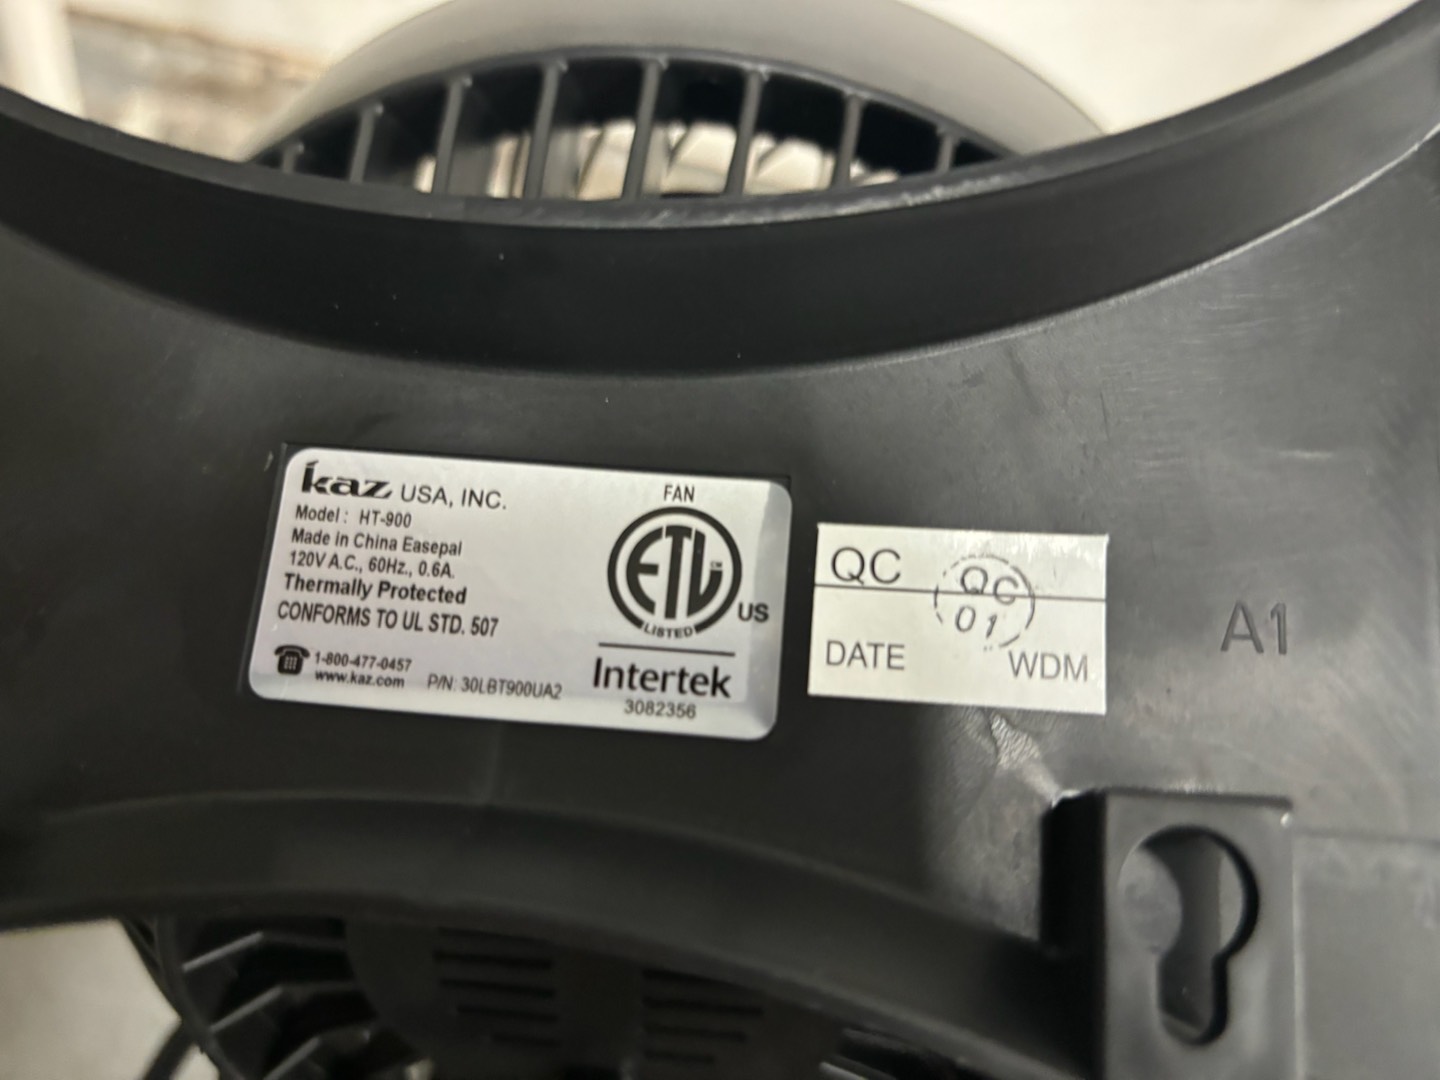 Kaz USA, INC.
Model : HT-900
Made in China Easepal
120V A.C., 60Hz., 0.6A.
Thermally Protected
CONFORMS TO UL STD. 507
1-800-477-0457
www.kaz.com
P/N: 30LBT900UA2
FAN
ETL CM
US
LISTED
Intertek
3082356
QC
QC
01
DATE
WDM
A1